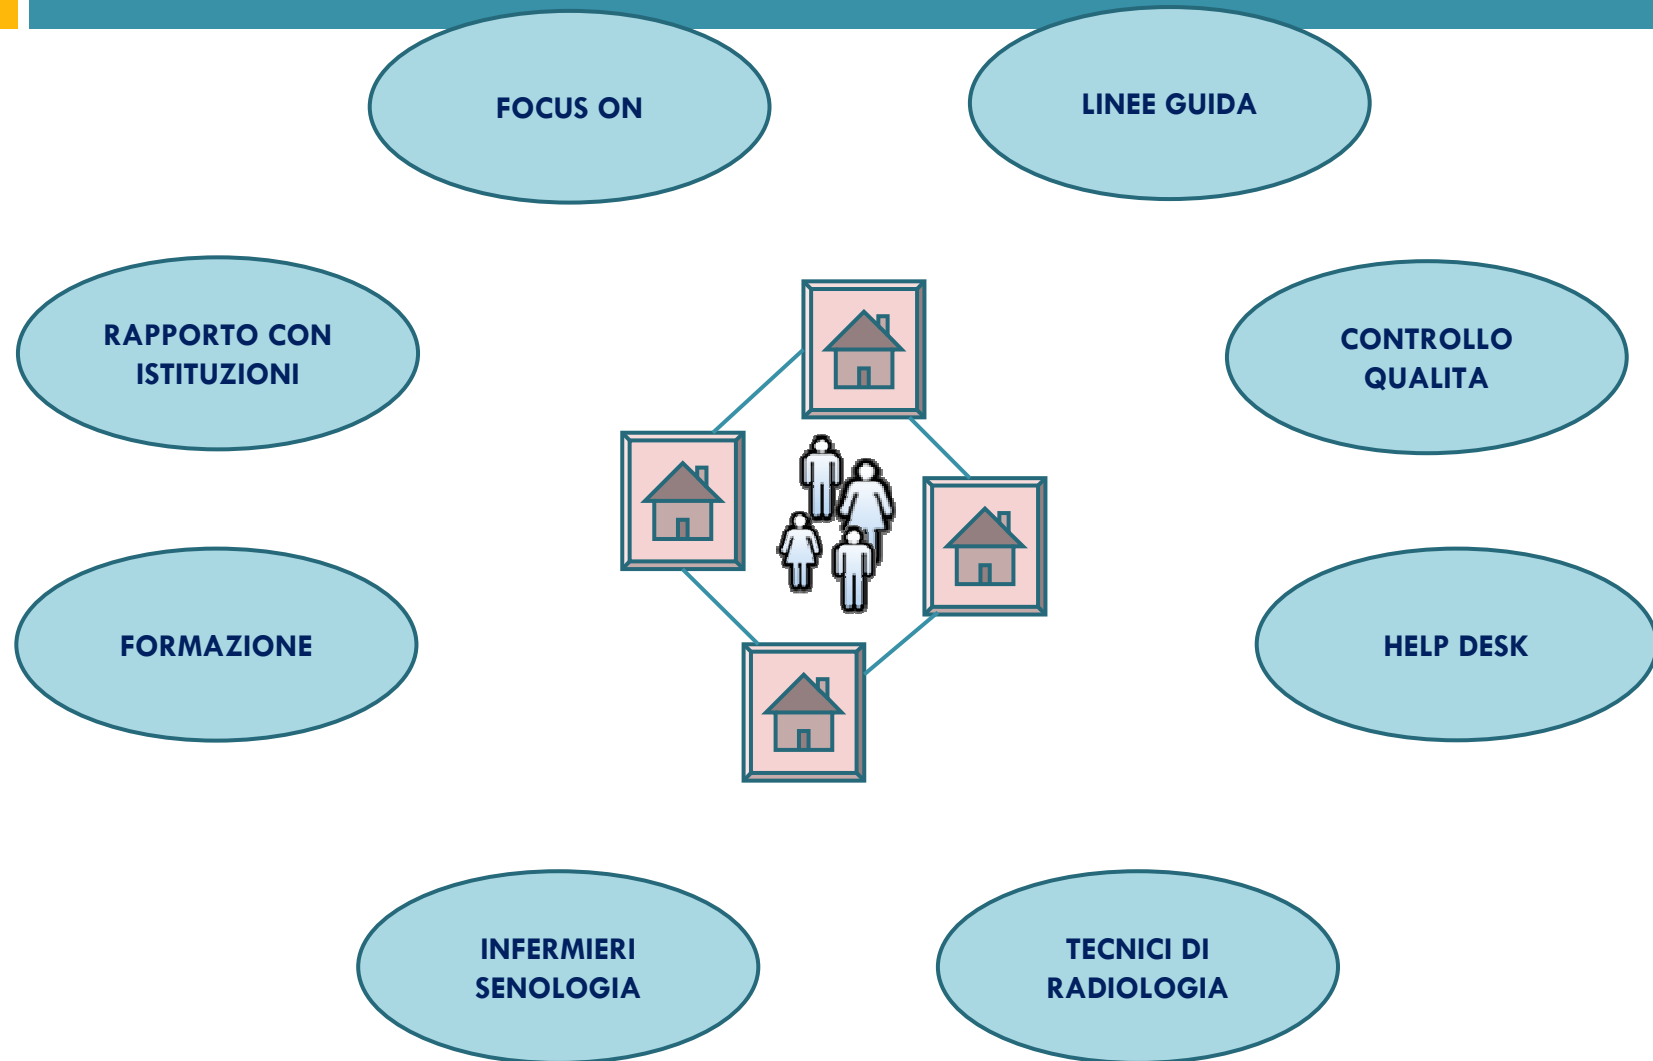 FOCUS ON
LINEE GUIDA
RAPPORTO CON
ISTITUZIONI
CONTROLLO
QUALITA
FORMAZIONE
HELP DESK
INFERMIERI
SENOLOGIA
TECNICI DI
RADIOLOGIA